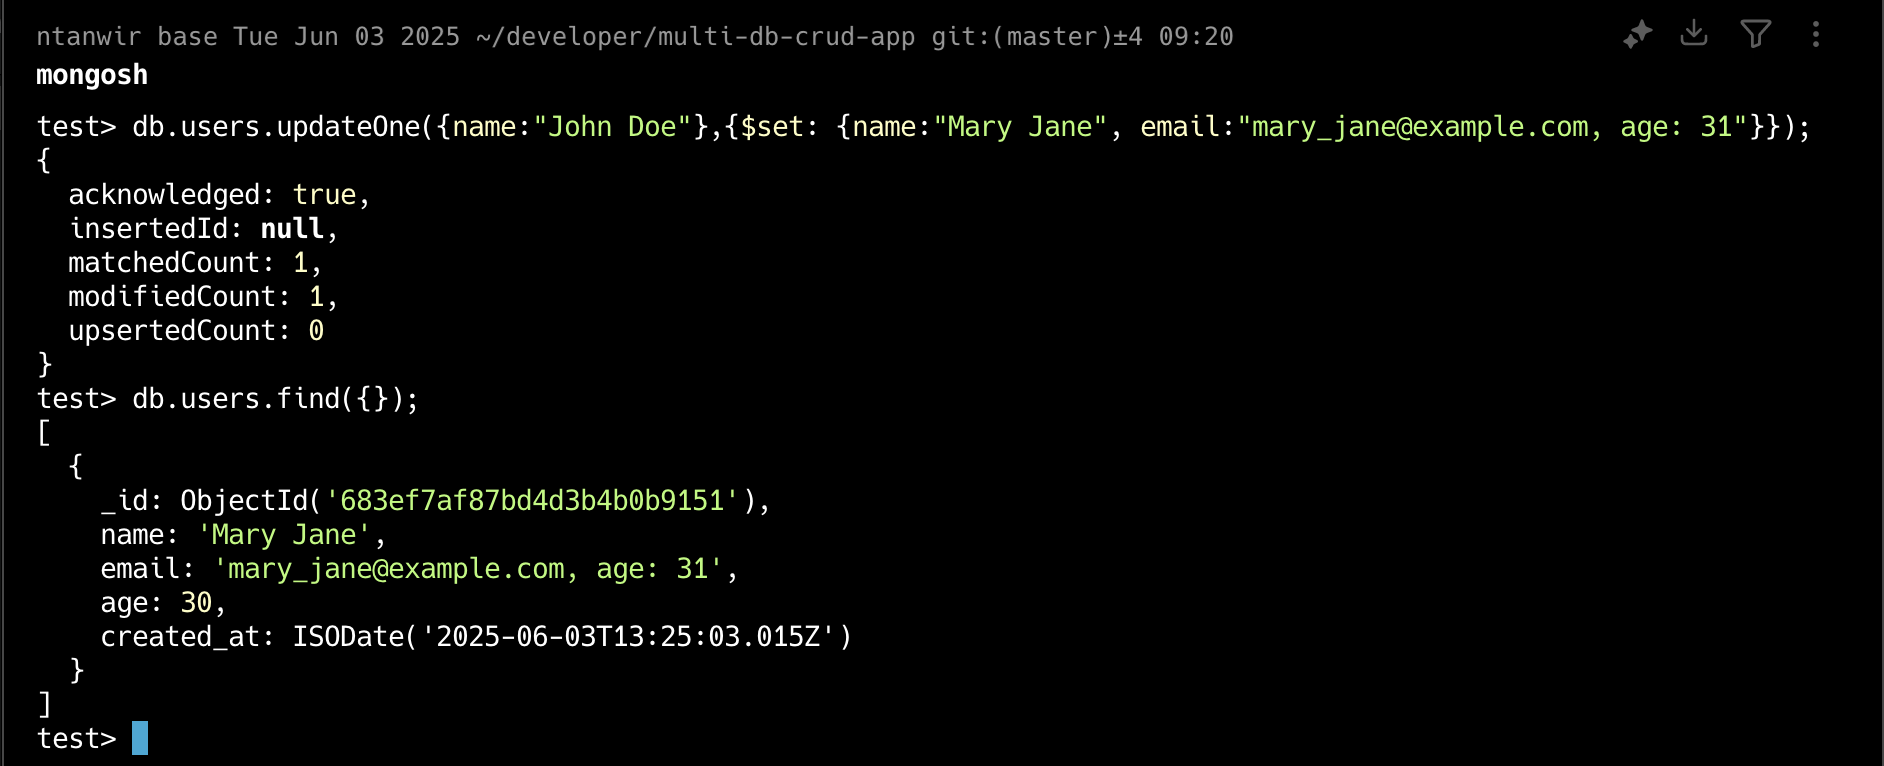 ntanwir base Tue Jun 03 2025 ~/developer/multi-db-crud-app git:(master)±4 09:20
mongosh
test> db.users.updateOne({name:"John Doe"},{$set: {name:"Mary Jane", email:"mary_jane@example.com, age: 31"}});
{
  acknowledged: true,
  insertedId: null,
  matchedCount: 1,
  modifiedCount: 1,
  upsertedCount: 0
}
test> db.users.find({});
[
  {
    _id: ObjectId('683ef7af87bd4d3b4b0b9151'),
    name: 'Mary Jane',
    email: 'mary_jane@example.com, age: 31',
    age: 30,
    created_at: ISODate('2025-06-03T13:25:03.015Z')
  }
]
test>